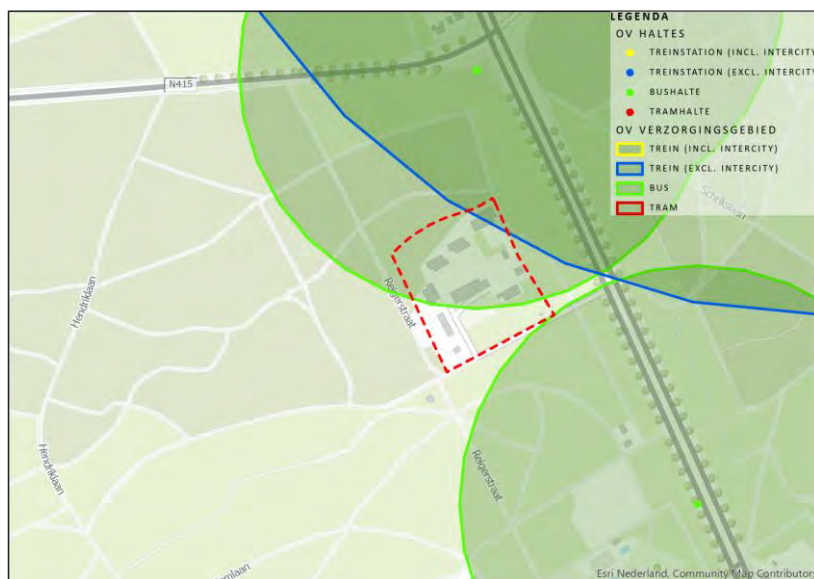 LEGENDA
OV HALTES
TREINSTATION (INCL. INTERCITY
TREINSTATION (EXCL. INTERCITY
BUSHALTE
TRAMHALTE
OV VERZORGINGSGEBIED
TREIN (INCL. INTERCITY)
TREIN (EXCL. INTERCITY)
BUS
TRAM
N415
Schrikslaan
Hendriklaan
Reigerstraat
Hendriklaan
Reigerstraat
Esri Nederland, Community Map Contributors